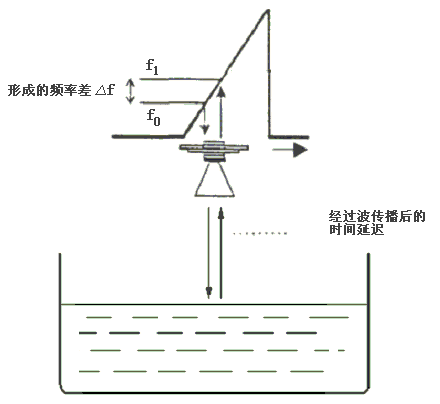 f₁
形成的频率差 △f
f₀
经过波传播后的
时间延迟